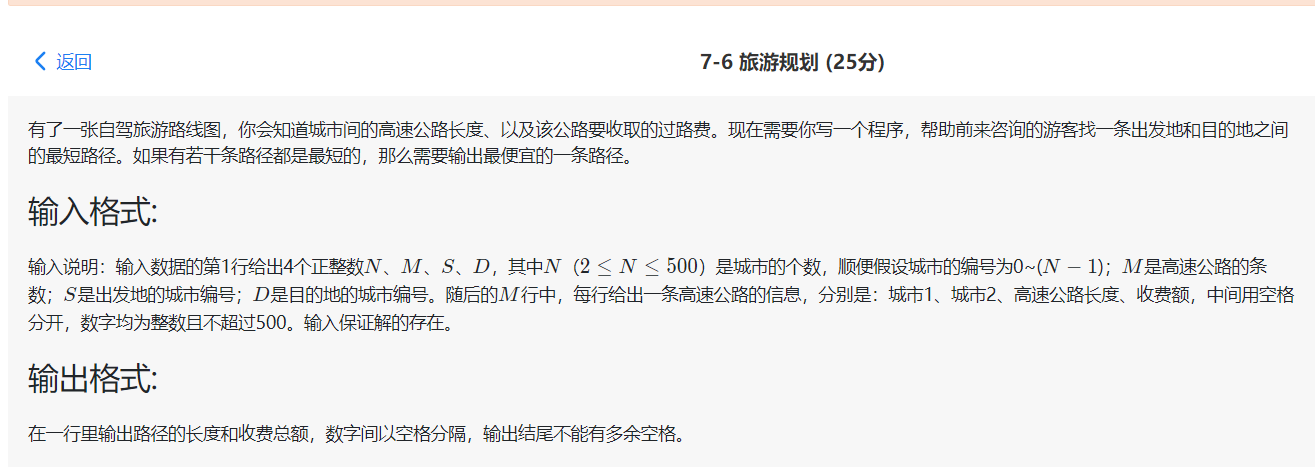 返回
7-6 旅游规划 (25分)
有了一张自驾旅游路线图，你会知道城市间的高速公路长度、以及该公路要收取的过路费。现在需要你写一个程序，帮助前来咨询的游客找一条出发地和目的地之间
的最短路径。如果有若干条路径都是最短的，那么需要输出最便宜的一条路径。
输入格式:
输入说明：输入数据的第1行给出4个正整数N、M、S、D，其中N（2 ≤ N ≤ 500）是城市的个数，顺便假设城市的编号为0~(N − 1)；M是高速公路的条
数；S是出发地的城市编号；D是目的地的城市编号。随后的M行中，每行给出一条高速公路的信息，分别是：城市1、城市2、高速公路长度、收费额，中间用空格
分开，数字均为整数且不超过500。输入保证解的存在。
输出格式:
在一行里输出路径的长度和收费总额，数字间以空格分隔，输出结尾不能有多余空格。